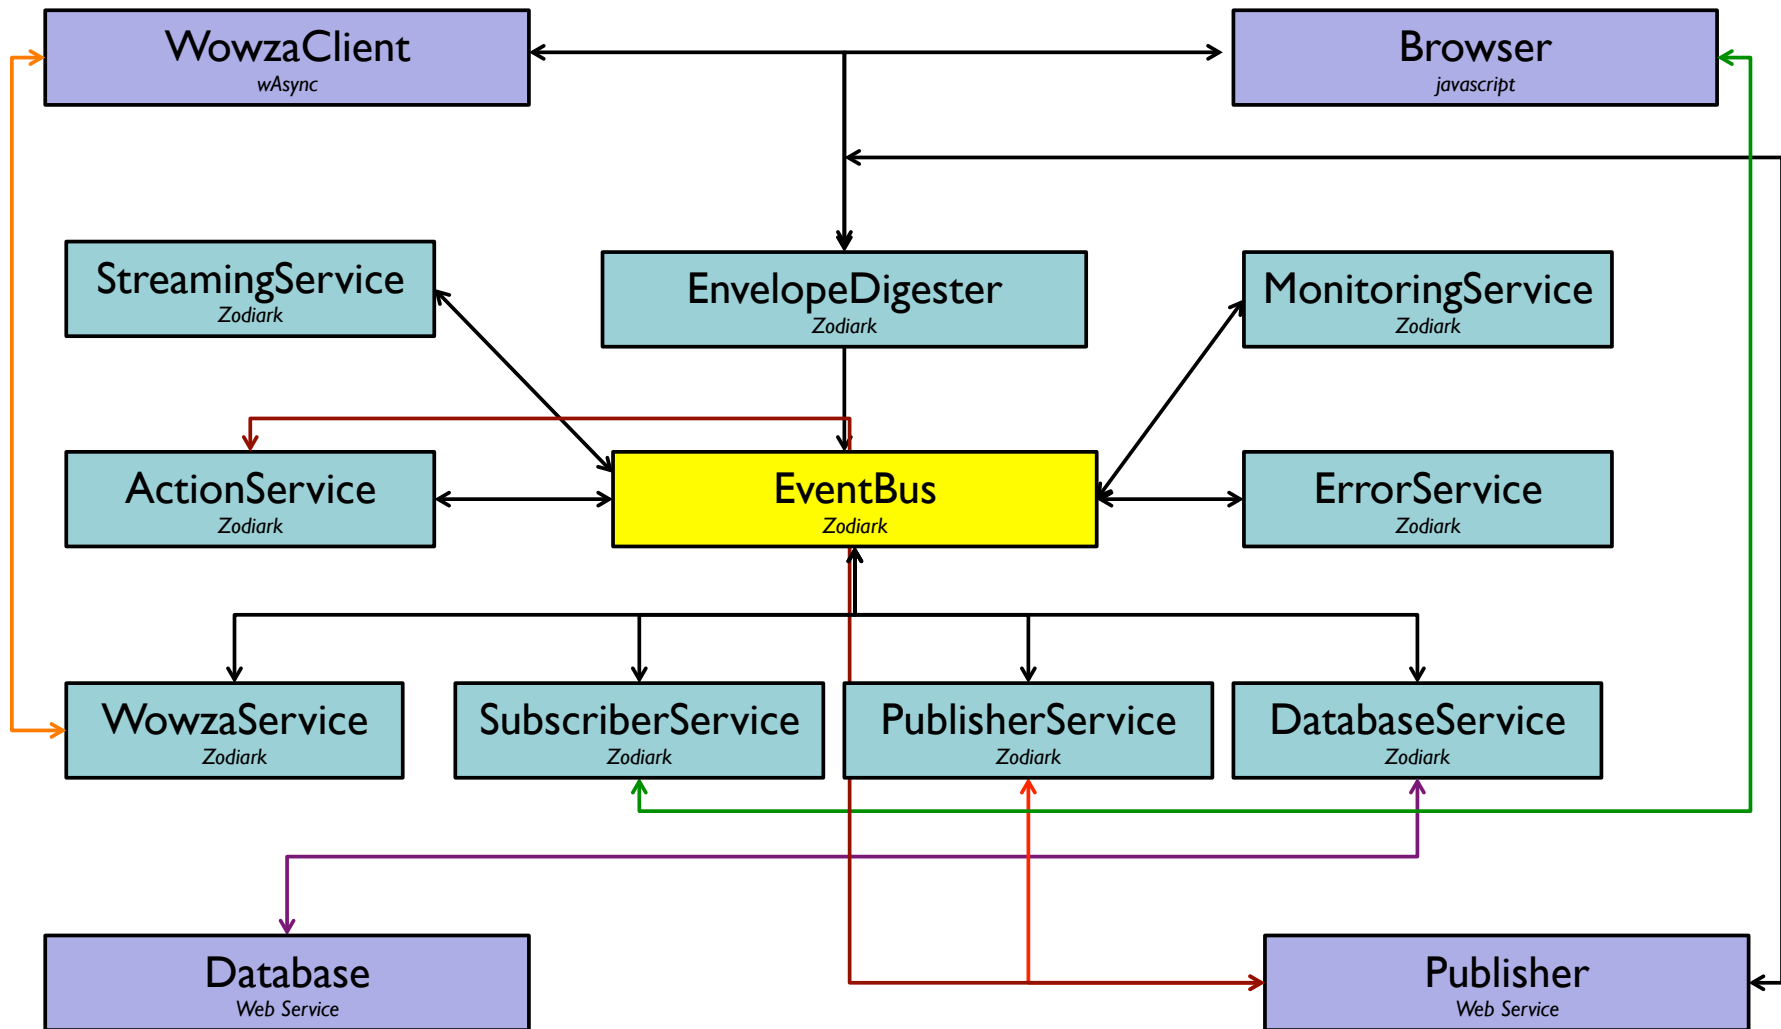 WowzaClient
wAsync
Browser
javascript
StreamingService
Zodiark
EnvelopeDigester
Zodiark
MonitoringService
Zodiark
ActionService
Zodiark
EventBus
Zodiark
ErrorService
Zodiark
WowzaService
Zodiark
SubscriberService
Zodiark
PublisherService
Zodiark
DatabaseService
Zodiark
Database
Web Service
Publisher
Web Service